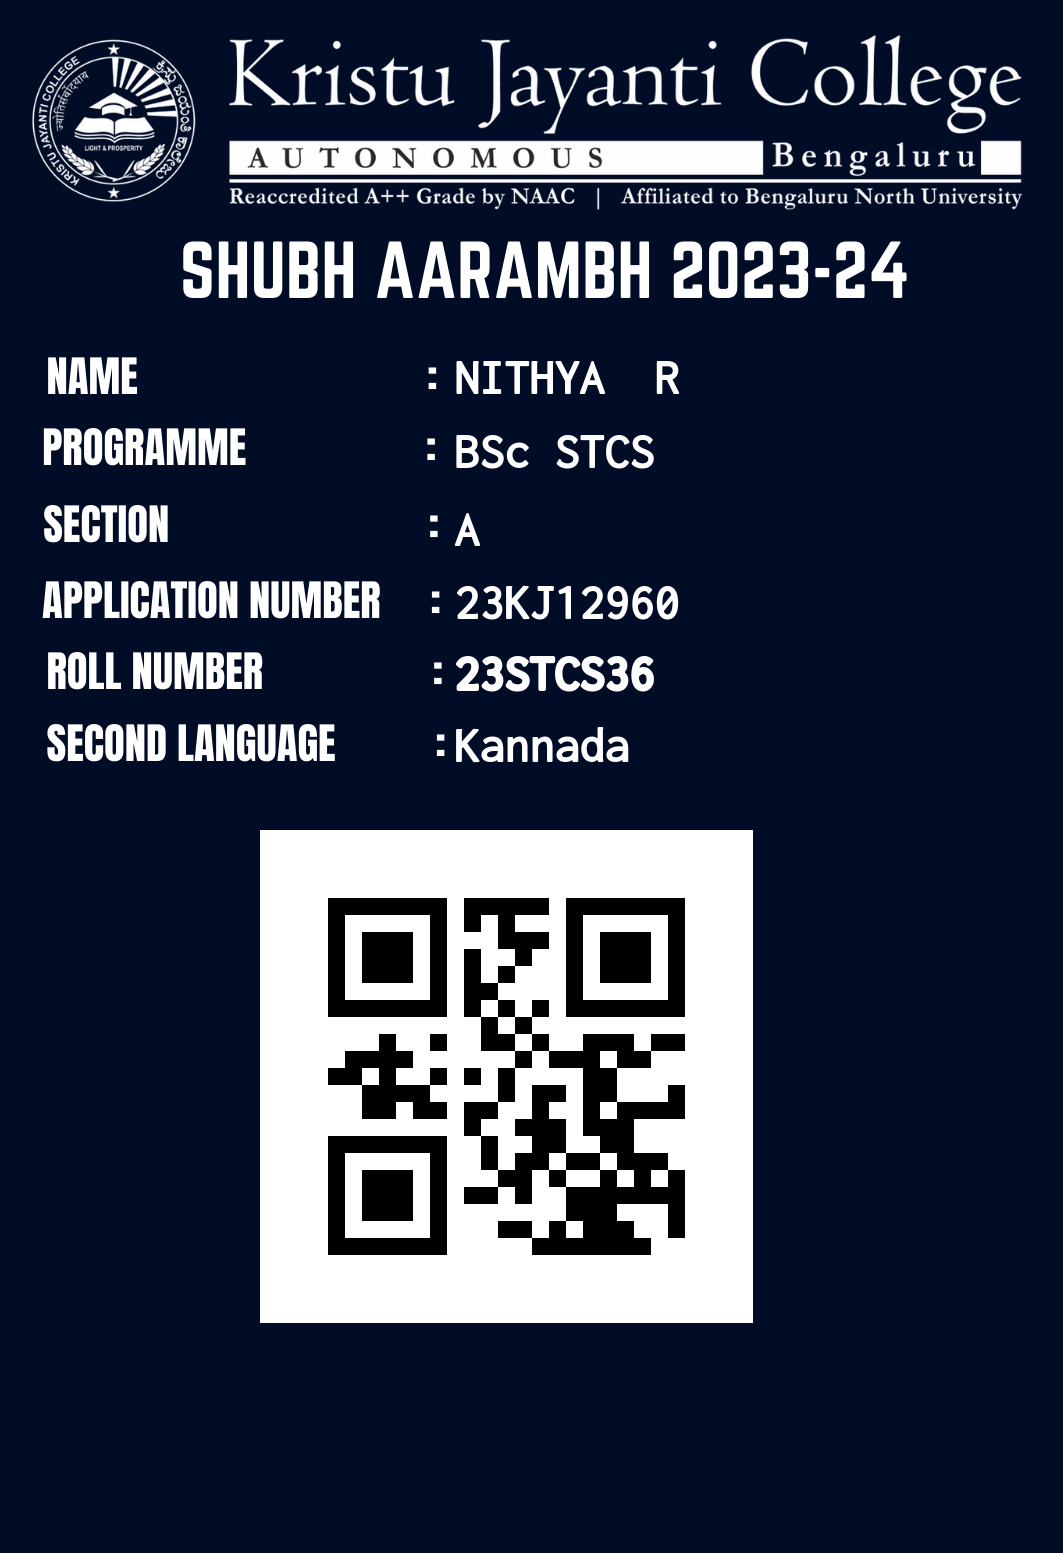 Kristu Jayanti College
AUTONOMOUS Bengaluru
Reaccredited A++ Grade by NAAC | Affiliated to Bengaluru North University
KRISTU JAYANTI COLLEGE
LIGHT & PROSPERITY
SHUBH AARAMBH 2023-24
NAME : NITHYA R
PROGRAMME : BSc STCS
SECTION : A
APPLICATION NUMBER : 23KJ12960
ROLL NUMBER : 23STCS36
SECOND LANGUAGE :Kannada